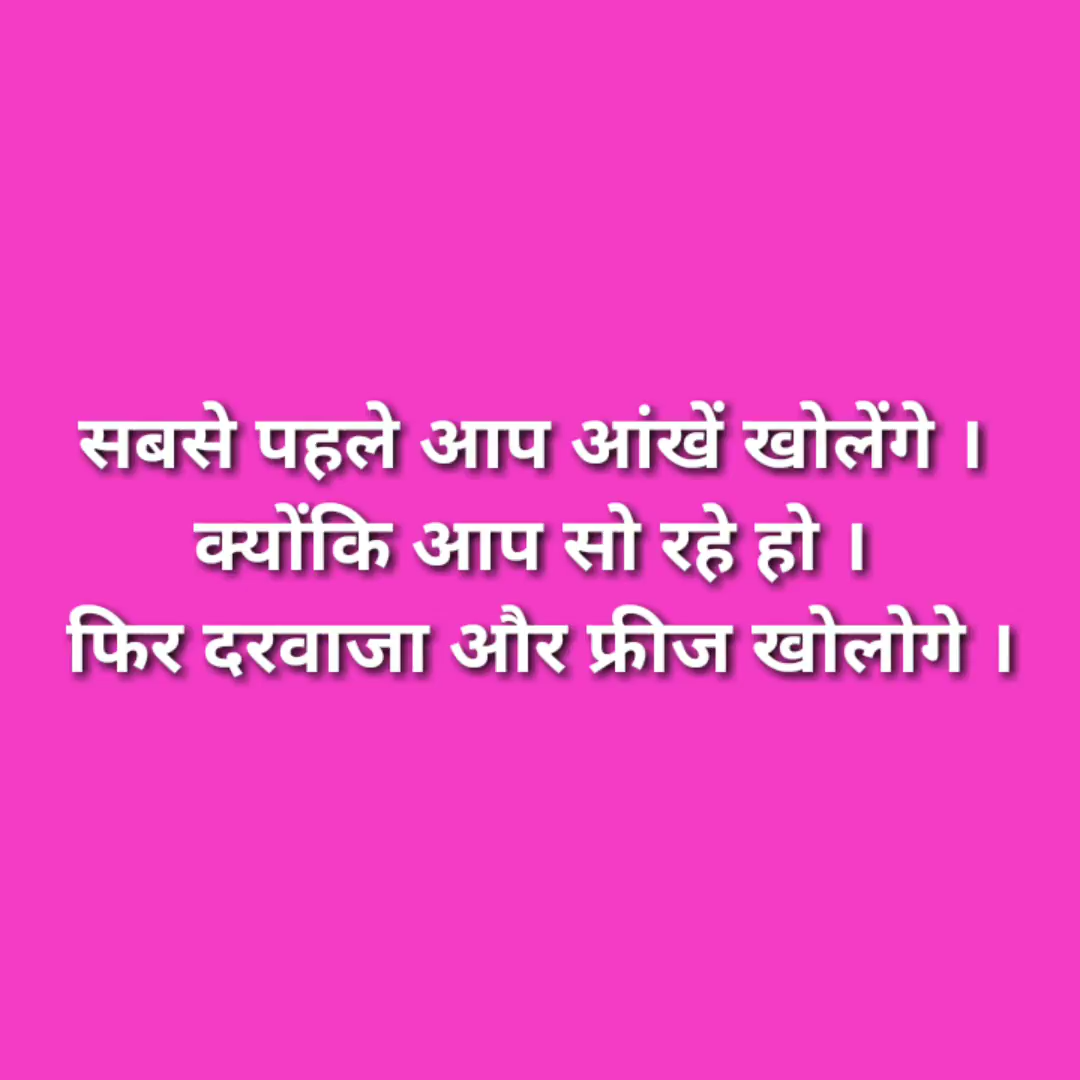 सबसे पहले आप आंखें खोलेंगे ।
क्योंकि आप सो रहे हो ।
फिर दरवाजा और फ्रीज खोलोगे ।